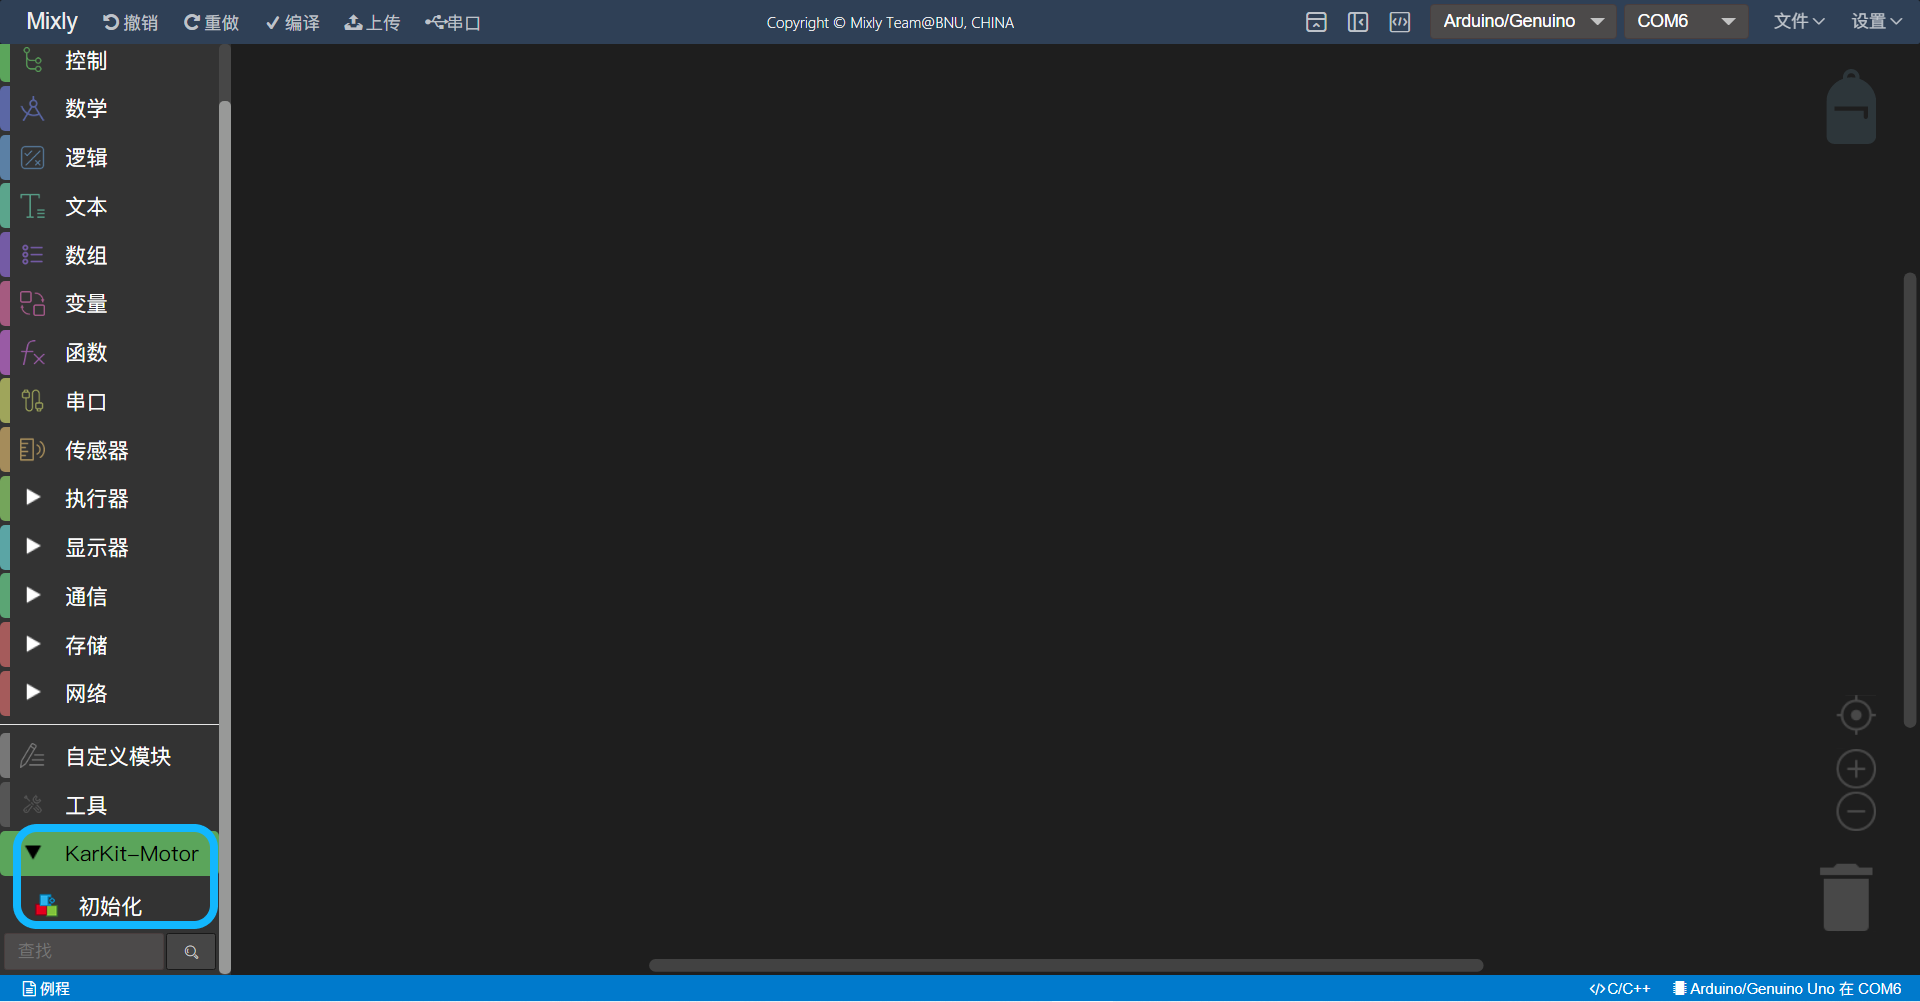 Mixly 撤销 重做 编译 上传 串口 Copyright © Mixly Team@BNU, CHINA Arduino/Genuino COM6 文件 设置
控制
数学
逻辑
文本
数组
变量
函数
串口
传感器
执行器
显示器
通信
存储
网络
自定义模块
工具
KarKit-Motor
初始化
查找
例程 C/C++ Arduino/Genuino Uno 在 COM6